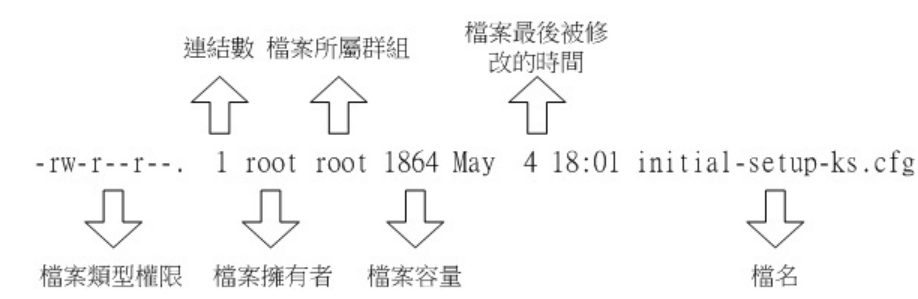 連結數 檔案所屬群組 檔案最後被修
改的時間
-rw-r--r--. 1 root root 1864 May 4 18:01 initial-setup-ks.cfg
檔案類型權限 檔案擁有者 檔案容量 檔名